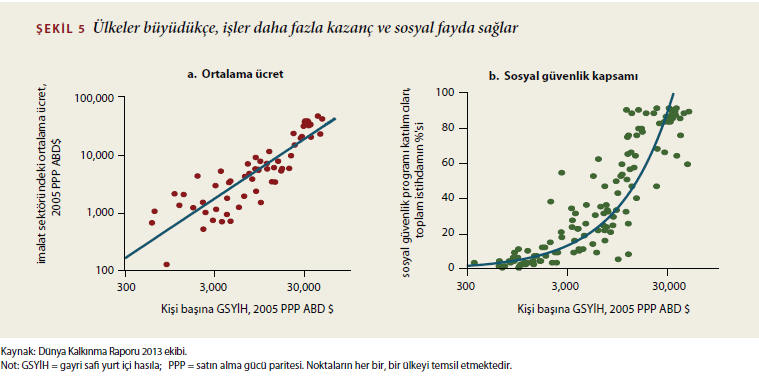 ŞEKİL 5 Ülkeler büyüdükçe, işler daha fazla kazanç ve sosyal fayda sağlar
a. Ortalama ücret
imalat sektöründeki ortalama ücret,
2005 PPP ABD$
100,000
10,000
1,000
100
300 3,000 30,000
Kişi başına GSYİH, 2005 PPP ABD $
b. Sosyal güvenlik kapsamı
sosyal güvenlik programı katılımcıları,
toplam istihdamın %'si
100
80
60
40
20
0
300 3,000 30,000
Kişi başına GSYİH, 2005 PPP ABD $
Kaynak: Dünya Kalkınma Raporu 2013 ekibi.
Not: GSYİH = gayri safi yurt içi hasıla; PPP = satın alma gücü paritesi. Noktaların her bir, bir ülkeyi temsil etmektedir.